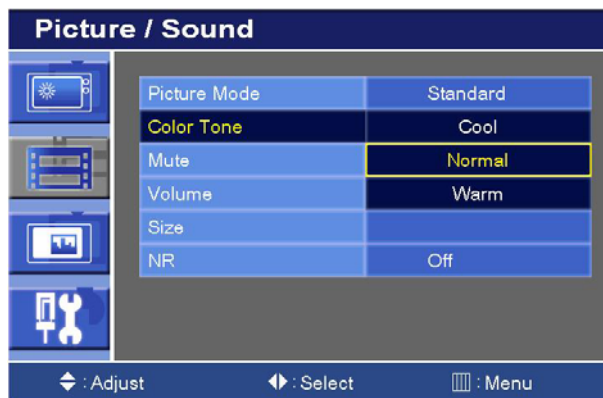 Picture / Sound
Picture Mode Standard
Color Tone Cool
Mute Normal
Volume Warm
Size
NR Off
: Adjust : Select : Menu